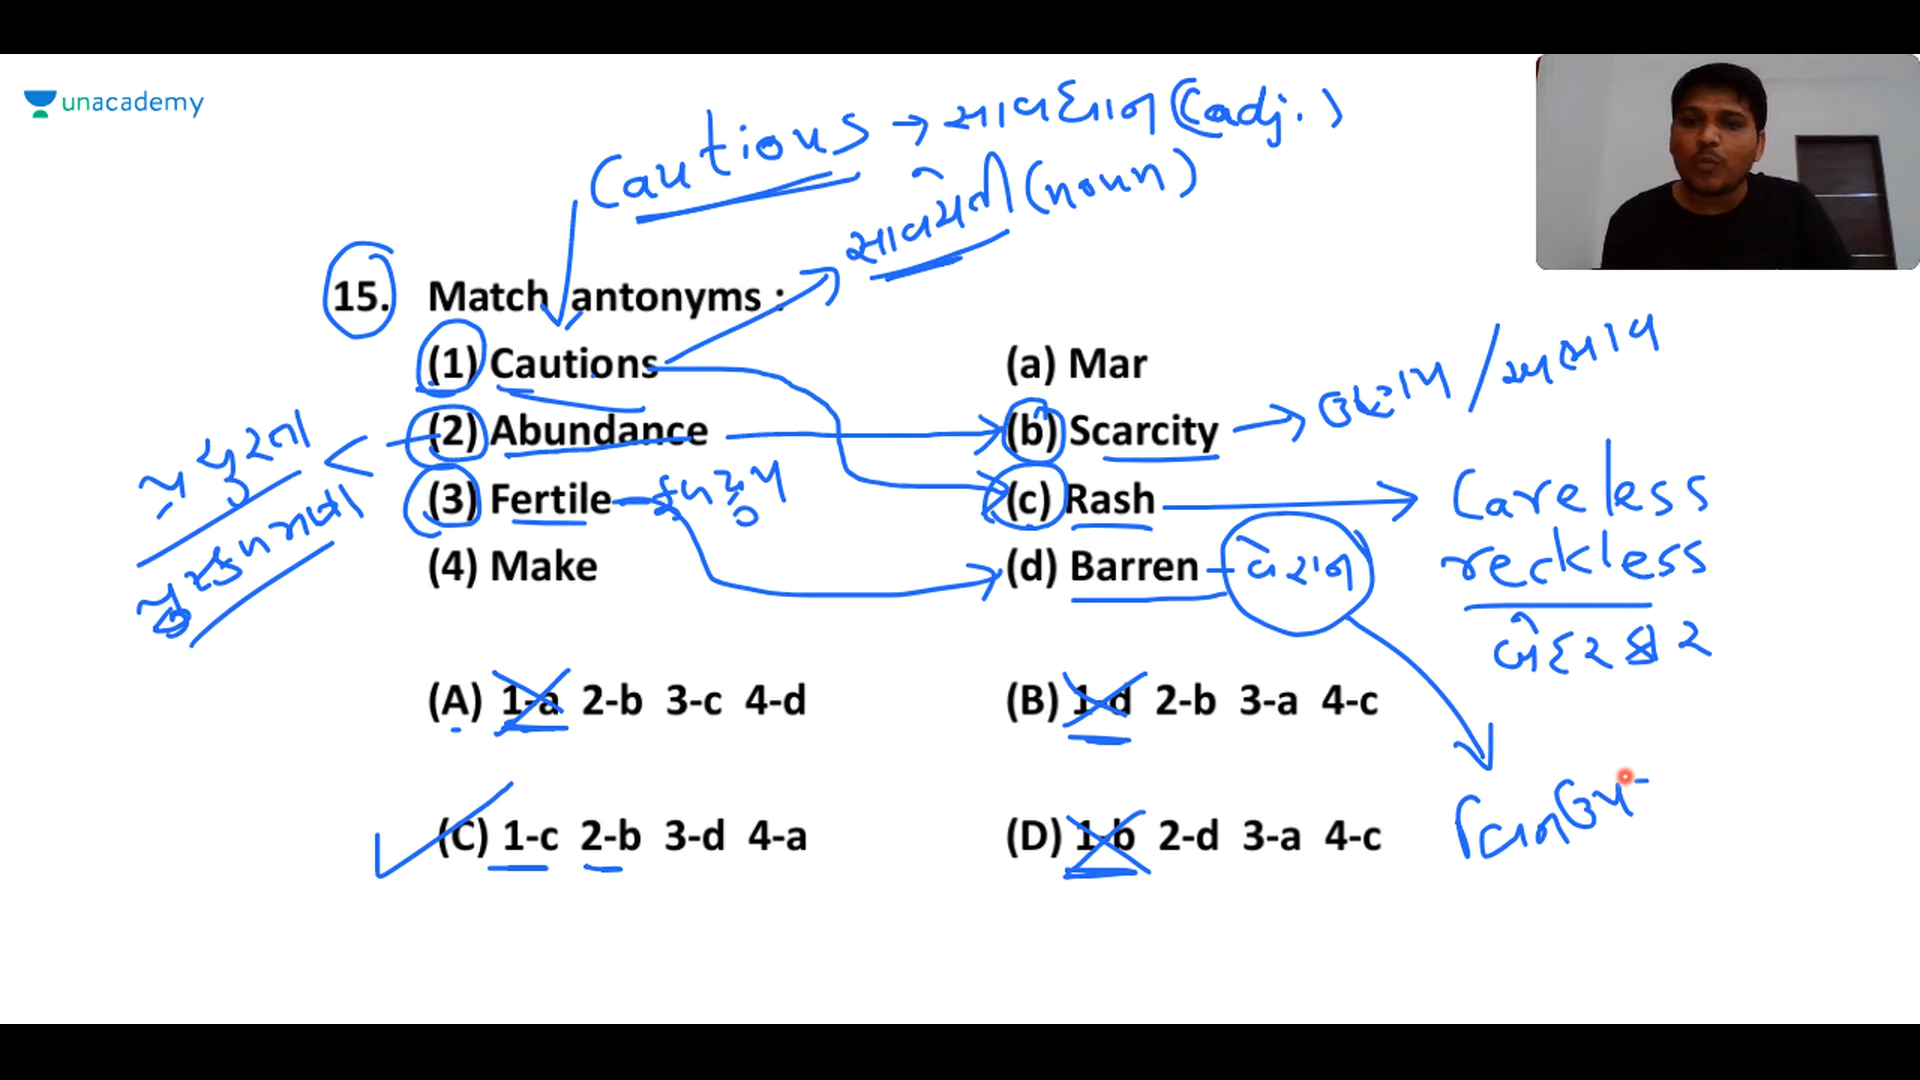 unacademy
Cautious → સાવધાન (adj.)
સાવચેતી (noun)
15. Match antonyms :
(1) Cautions (a) Mar
(2) Abundance (b) Scarcity → / અભાવ
(3) Fertile ફળદ્રુપ (c) Rash → Careless
reckless
(4) Make (d) Barren વેરાન
બેદરકાર
પ્રચુરતા
(A) 1-a 2-b 3-c 4-d (B) 1-d 2-b 3-a 4-c
(C) 1-c 2-b 3-d 4-a (D) 1-b 2-d 3-a 4-c